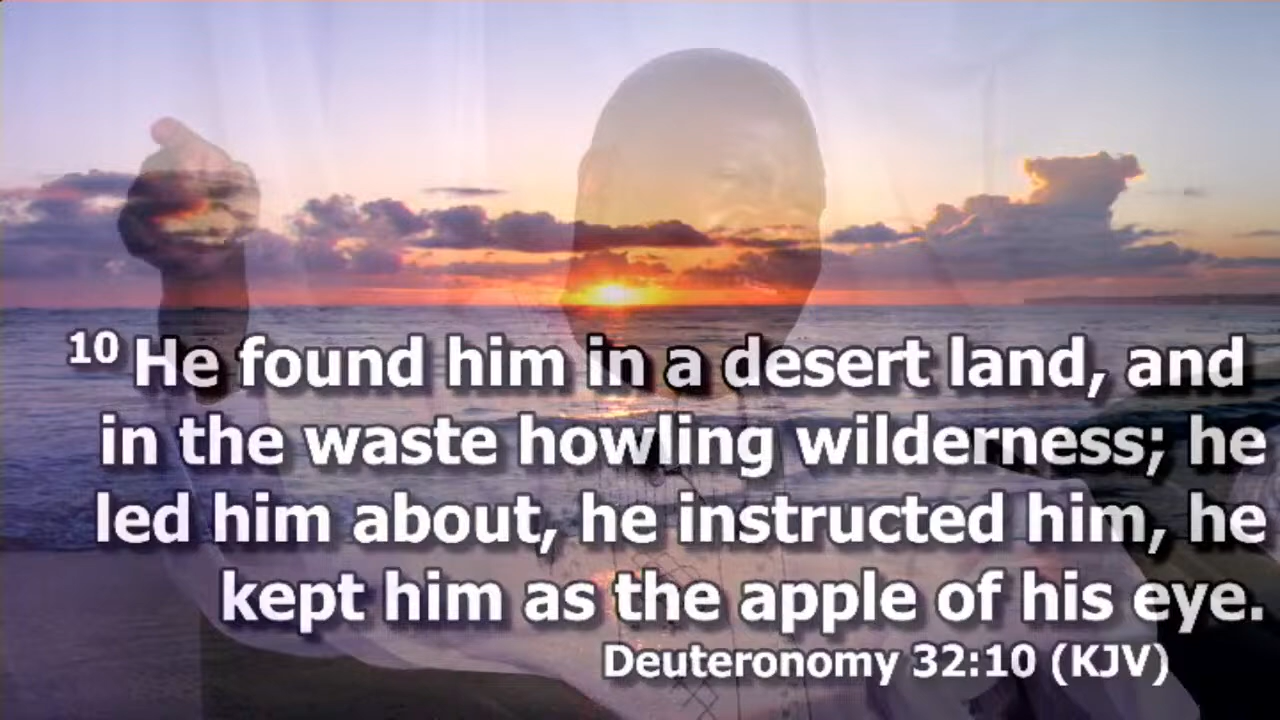 10 He found him in a desert land, and
in the waste howling wilderness; he
led him about, he instructed him, he
kept him as the apple of his eye.
Deuteronomy 32:10 (KJV)